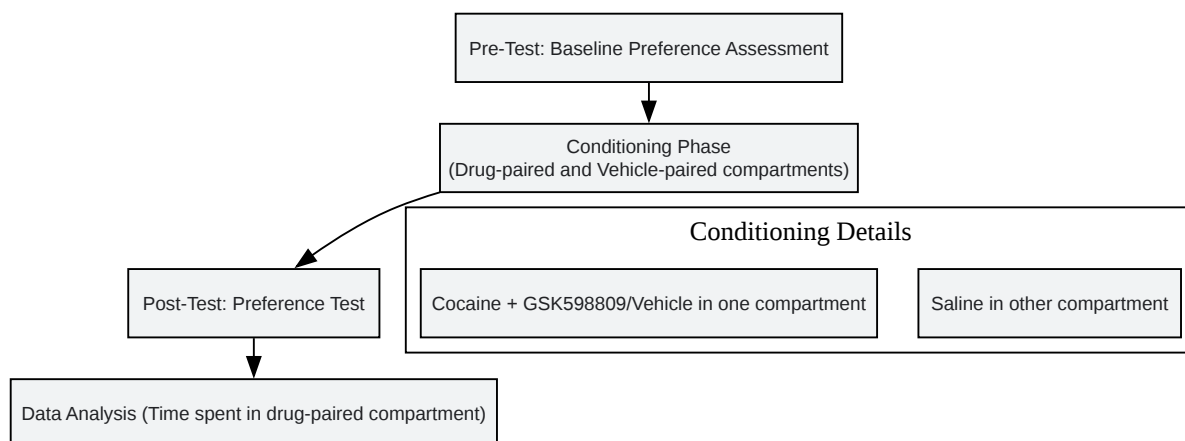 Pre-Test: Baseline Preference Assessment
Conditioning Phase
(Drug-paired and Vehicle-paired compartments)
Conditioning Details
Post-Test: Preference Test
Cocaine + GSK598809/Vehicle in one compartment
Saline in other compartment
Data Analysis (Time spent in drug-paired compartment)